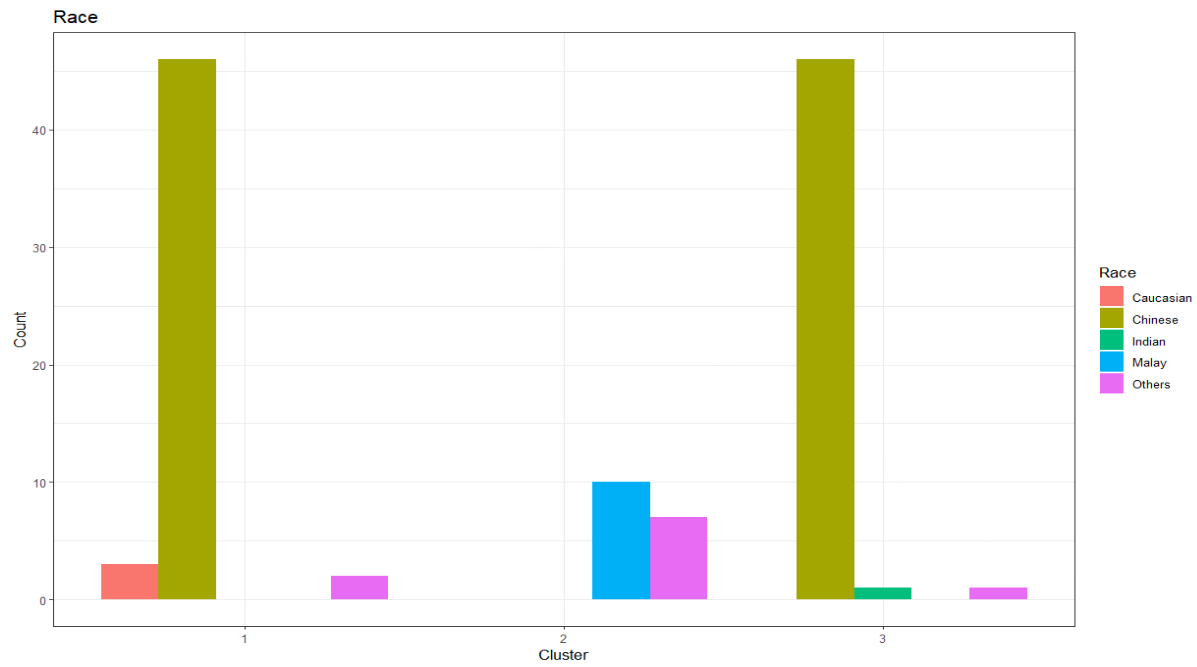 Race
Count
40
30
20
10
0
1
2
3
Cluster
Race
Caucasian
Chinese
Indian
Malay
Others